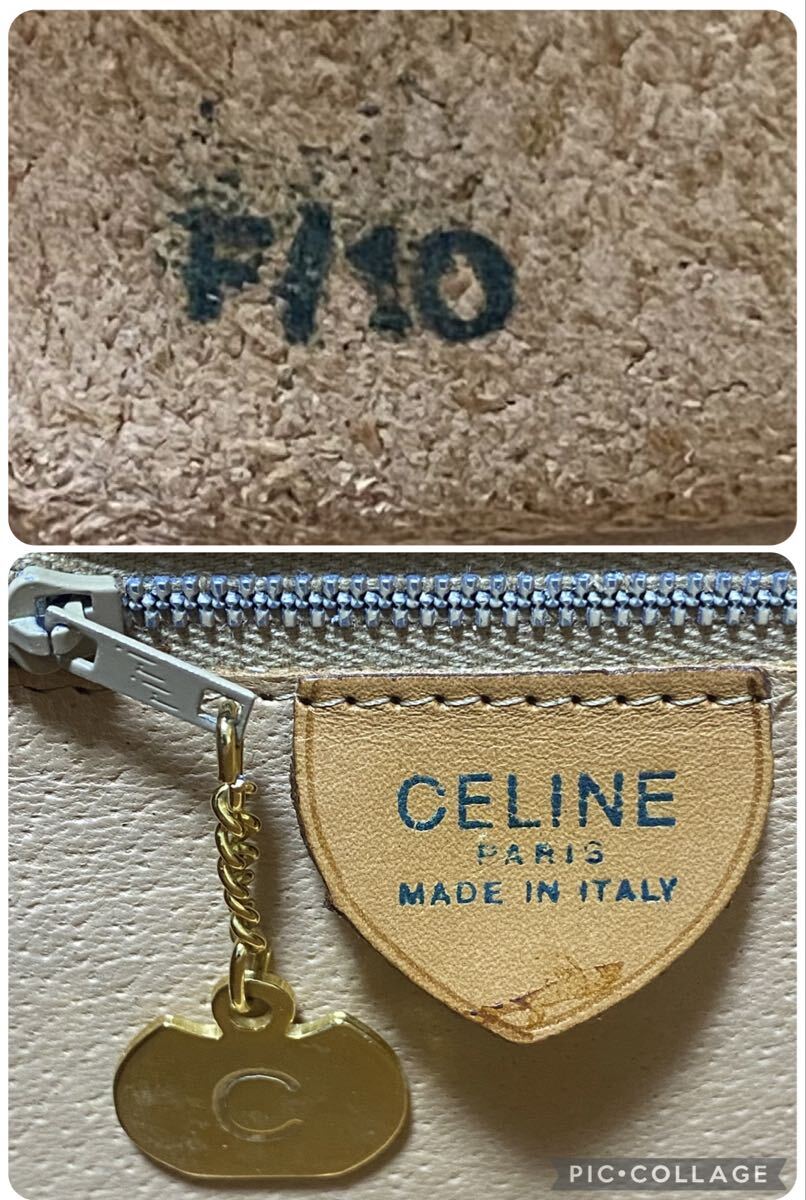 F/10
CELINE
PARIS
MADE IN ITALY
C
PIC•COLLAGE